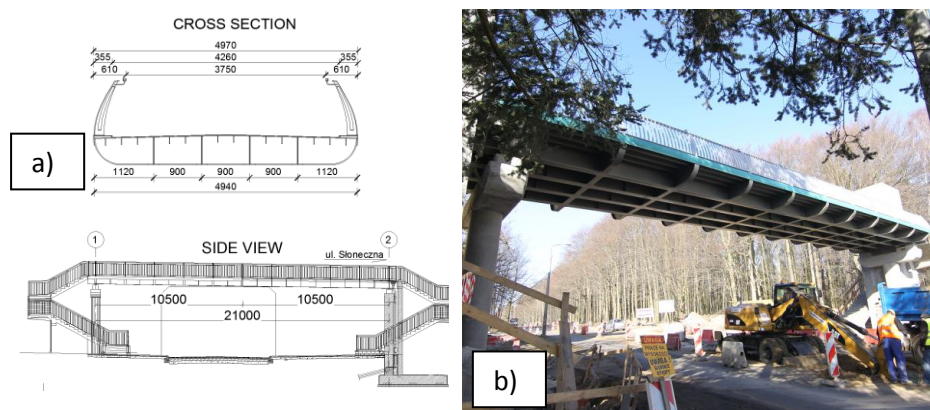 CROSS SECTION
4970
355 4260 355
610 3750 610
a)
1120 900 900 900 1120
4940
1 SIDE VIEW 2
ul. Słoneczna
10500 10500
21000
UWAGA
b)